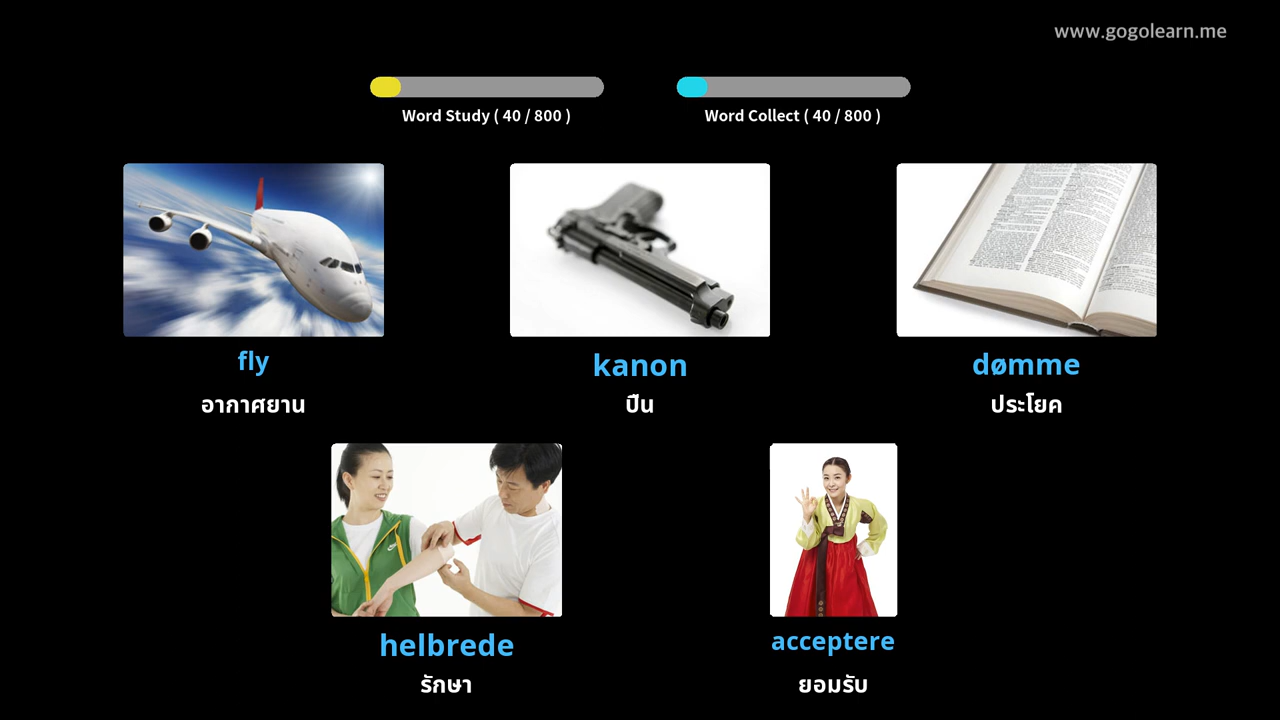 www.gogolearn.me
Word Study ( 40 / 800 )
Word Collect ( 40 / 800 )
fly
kanon
dømme
อากาศยาน
ปืน
ประโยค
helbrede
acceptere
รักษา
ยอมรับ